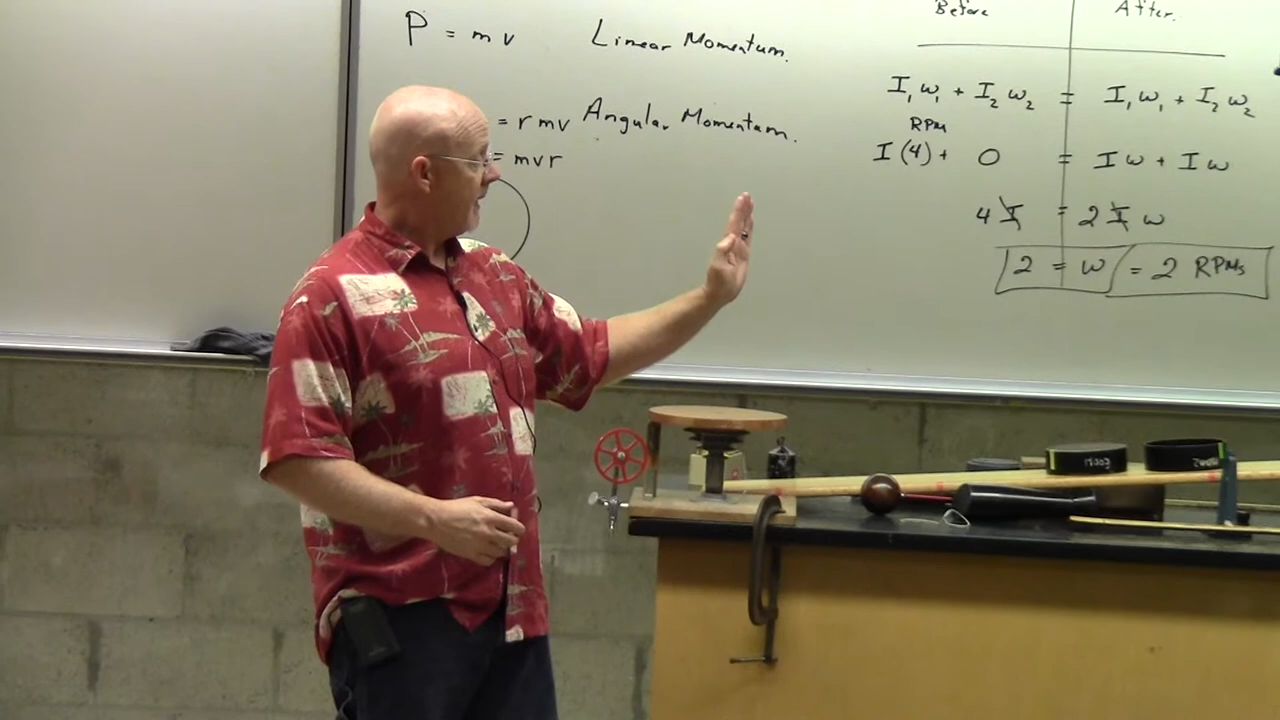 P = mv Linear Momentum.
= rmv Angular Momentum.
= mvr
Before After.
I₁ω₁ + I₂ω₂ = I₁ω₁ + I₂ω₂
RPM
I(4) + 0 = Iω + Iω
4I = 2Iω
2 = ω = 2 RPMs